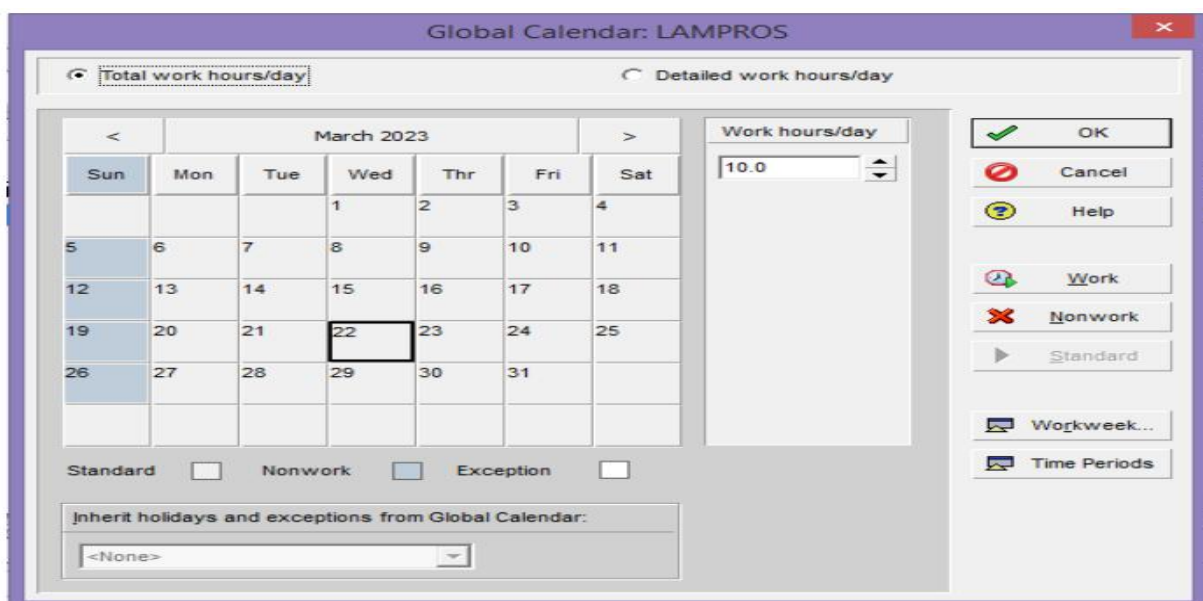 Global Calendar: LAMPROS
Total work hours/day
Detailed work hours/day
< March 2023 >
Sun Mon Tue Wed Thr Fri Sat
1 2 3 4
5 6 7 8 9 10 11
12 13 14 15 16 17 18
19 20 21 22 23 24 25
26 27 28 29 30 31
Standard Nonwork Exception
Inherit holidays and exceptions from Global Calendar:
<None>
Work hours/day
10.0
OK
Cancel
Help
Work
Nonwork
Standard
Workweek...
Time Periods